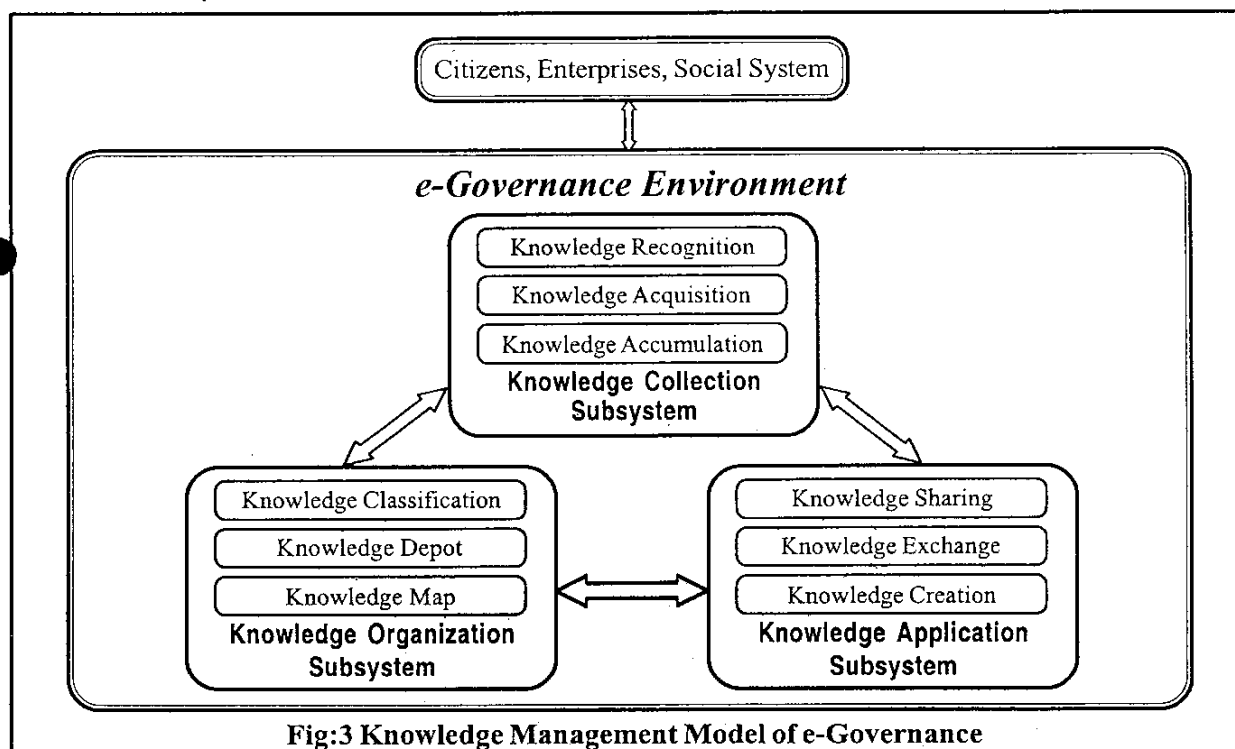 Citizens, Enterprises, Social System
e-Governance Environment
Knowledge Recognition
Knowledge Acquisition
Knowledge Accumulation
Knowledge Collection
Subsystem
Knowledge Classification
Knowledge Depot
Knowledge Map
Knowledge Organization
Subsystem
Knowledge Sharing
Knowledge Exchange
Knowledge Creation
Knowledge Application
Subsystem
Fig:3 Knowledge Management Model of e-Governance